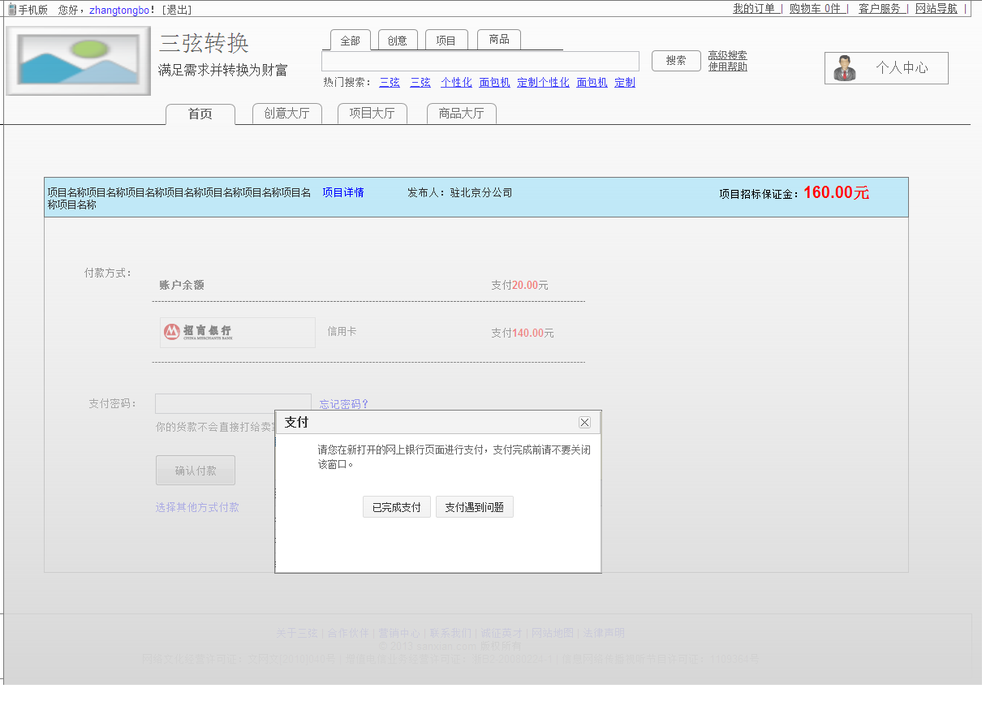 手机版 您好，zhangtongbo！ [退出]
我的订单 | 购物车 0件 | 客户服务 | 网站导航 |
三弦转换
满足需求并转换为财富
全部 创意 项目 商品
搜索
高级搜索
使用帮助
个人中心
热门搜索： 三弦 三弦 个性化 面包机 定制个性化 面包机 定制
首页 创意大厅 项目大厅 商品大厅
项目名称项目名称项目名称项目名称项目名称项目名称项目名
称项目名称
项目详情
发布人：驻北京分公司
项目招标保证金：160.00元
付款方式：
账户余额 支付20.00元
招商银行
CHINA MERCHANTS BANK
信用卡 支付140.00元
支付密码： 忘记密码？
你的货款不会直接打给卖
确认付款
选择其他方式付款
支付
请您在新打开的网上银行页面进行支付，支付完成前请不要关闭
该窗口。
已完成支付 支付遇到问题
关于三弦 | 合作伙伴 | 营销中心 | 联系我们 | 诚征英才 | 网站地图 | 法律声明
© 2013 sanxian.com 版权所有